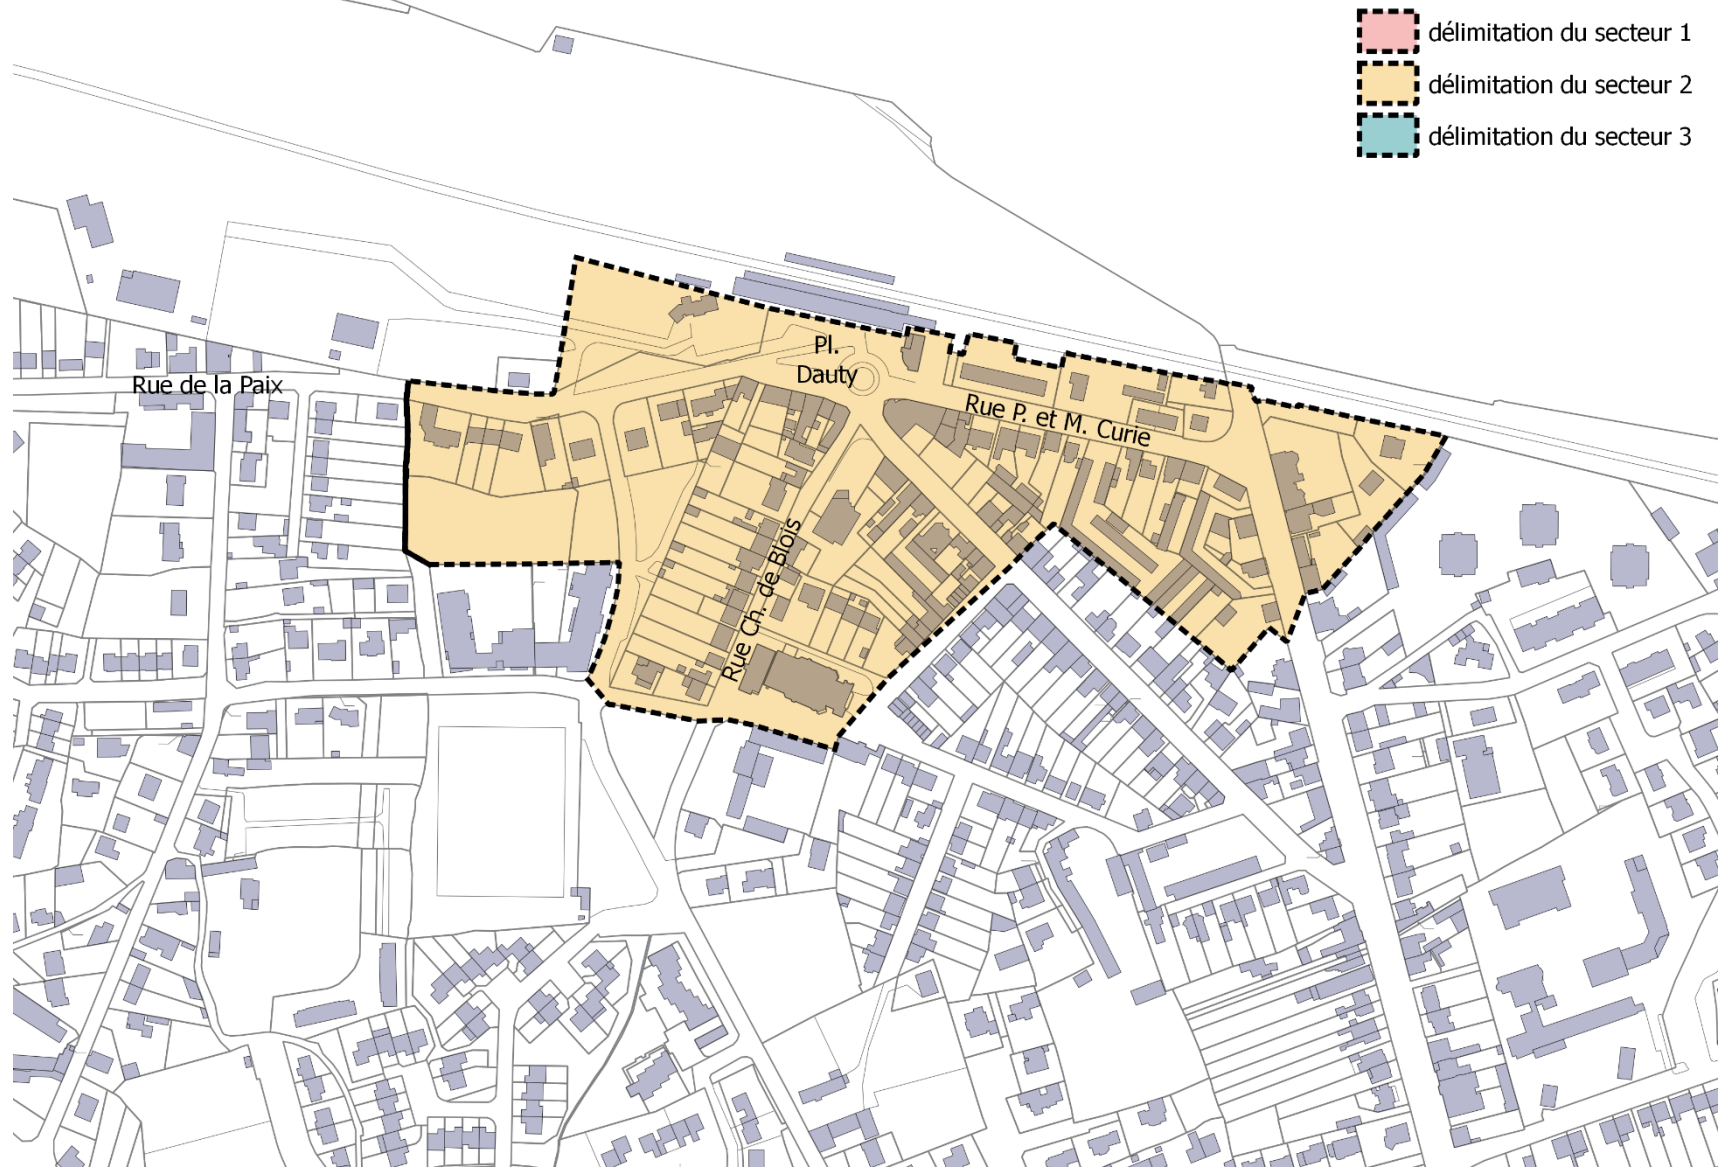 délimitation du secteur 1
délimitation du secteur 2
délimitation du secteur 3
Pl.
Dauty
Rue de la Paix
Rue P. et M. Curie
Rue Ch. de Blois